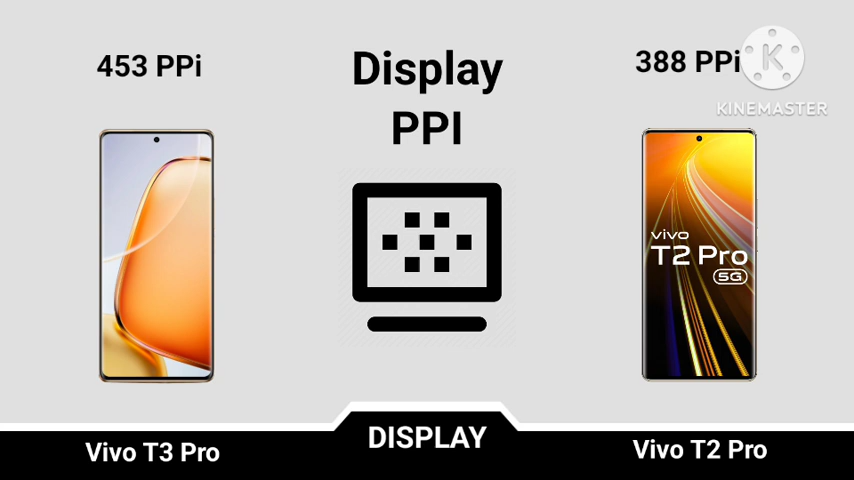 453 PPi
Display
PPI
388 PPi
KINEMASTER
vivo
T2 Pro
5G
Vivo T3 Pro
DISPLAY
Vivo T2 Pro